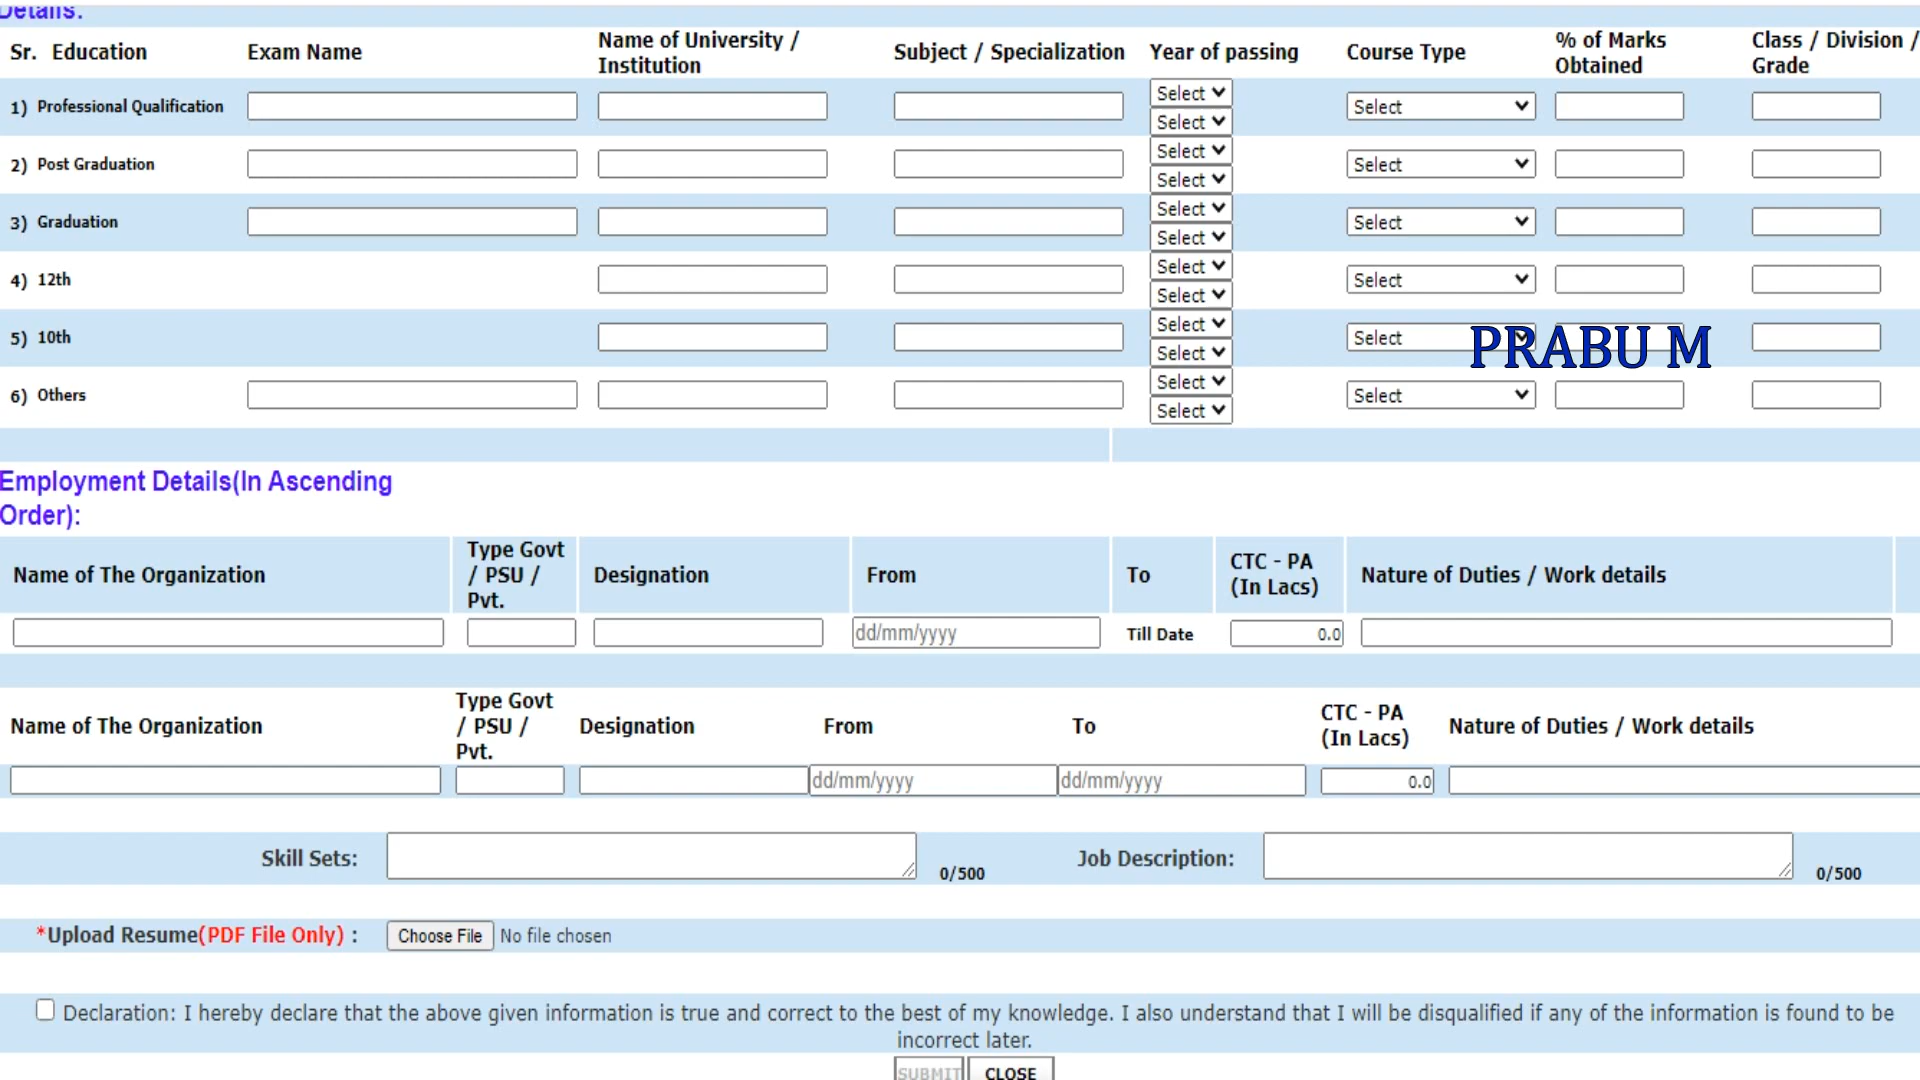 Details:
Sr. Education Exam Name Name of University / Institution Subject / Specialization Year of passing Course Type % of Marks Obtained Class / Division / Grade
1) Professional Qualification Select Select Select
2) Post Graduation Select Select Select
3) Graduation Select Select Select
4) 12th Select Select Select
5) 10th Select Select Select
PRABU M
6) Others Select Select Select
Employment Details(In Ascending
Order):
Name of The Organization Type Govt / PSU / Pvt. Designation From To CTC - PA (In Lacs) Nature of Duties / Work details
dd/mm/yyyy Till Date 0.0
Name of The Organization Type Govt / PSU / Pvt. Designation From To CTC - PA (In Lacs) Nature of Duties / Work details
dd/mm/yyyy dd/mm/yyyy 0.0
Skill Sets: 0/500 Job Description: 0/500
*Upload Resume(PDF File Only) : Choose File No file chosen
Declaration: I hereby declare that the above given information is true and correct to the best of my knowledge. I also understand that I will be disqualified if any of the information is found to be
incorrect later.
SUBMIT CLOSE